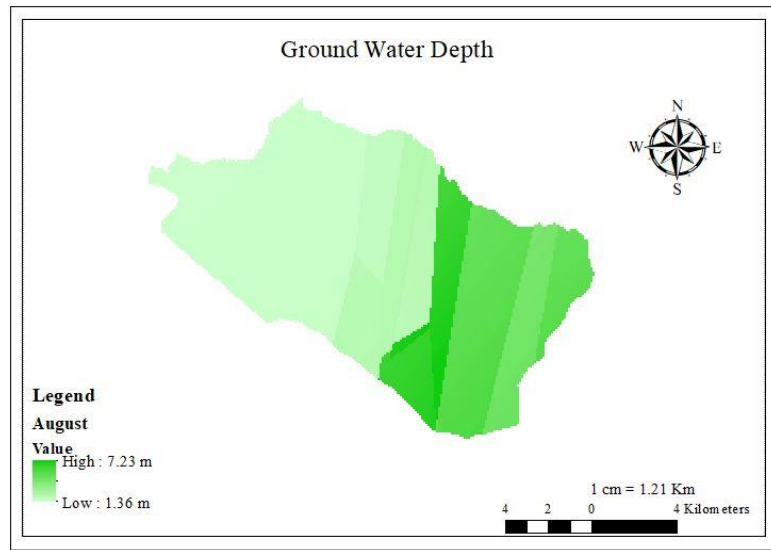 Ground Water Depth
N
W E
S
Legend
August
Value
High : 7.23 m
Low : 1.36 m
1 cm = 1.21 Km
4 2 0 4 Kilometers